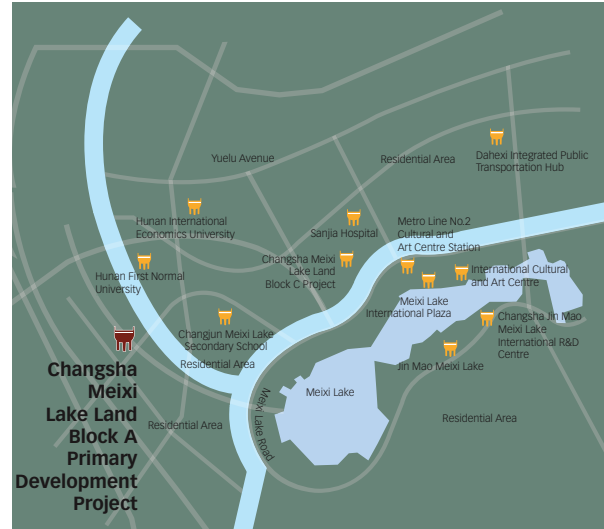 Yuelu Avenue
Residential Area
Dahexi Integrated Public
Transportation Hub
Hunan International
Economics University
Sanjia Hospital
Metro Line No.2
Cultural and
Art Centre Station
Changsha Meixi
Lake Land
Block C Project
Hunan First Normal
University
International Cultural
and Art Centre
Meixi Lake
International Plaza
Changsha Jin Mao
Meixi Lake
International R&D
Centre
Changjun Meixi Lake
Secondary School
Residential Area
Jin Mao Meixi Lake
Changsha
Meixi
Lake Land
Block A
Primary
Development
Project
Meixi Lake
Meixi Lake Road
Residential Area
Residential Area